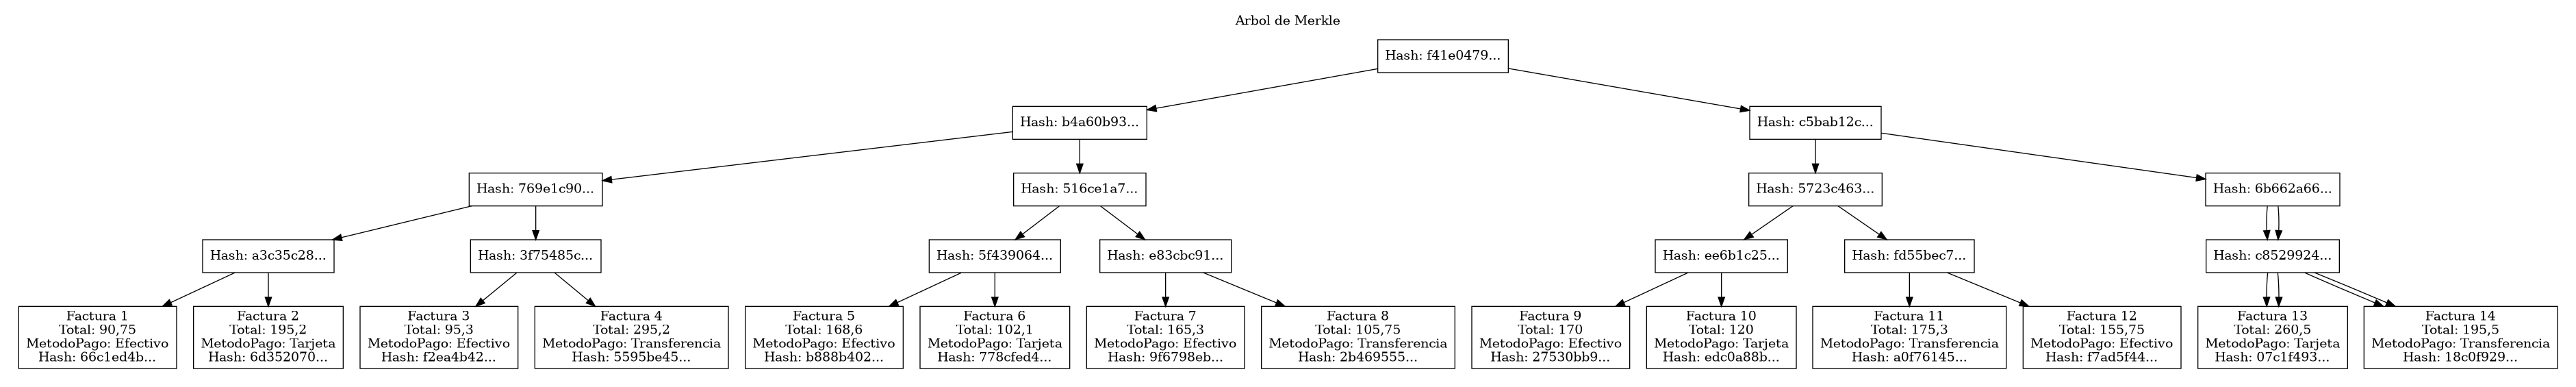 Arbol de Merkle
Hash: f41e0479...
Hash: b4a60b93...
Hash: c5bab12c...
Hash: 769e1c90...
Hash: 516ce1a7...
Hash: 5723c463...
Hash: 6b662a66...
Hash: a3c35c28...
Hash: 3f75485c...
Hash: 5f439064...
Hash: e83cbc91...
Hash: ee6b1c25...
Hash: fd55bec7...
Hash: c8529924...
Factura 1
Total: 90,75
MetodoPago: Efectivo
Hash: 66c1ed4b...
Factura 2
Total: 195,2
MetodoPago: Tarjeta
Hash: 6d352070...
Factura 3
Total: 95,3
MetodoPago: Efectivo
Hash: f2ea4b42...
Factura 4
Total: 295,2
MetodoPago: Transferencia
Hash: 5595be45...
Factura 5
Total: 168,6
MetodoPago: Efectivo
Hash: b888b402...
Factura 6
Total: 102,1
MetodoPago: Tarjeta
Hash: 778cfed4...
Factura 7
Total: 165,3
MetodoPago: Efectivo
Hash: 9f6798eb...
Factura 8
Total: 105,75
MetodoPago: Transferencia
Hash: 2b469555...
Factura 9
Total: 170
MetodoPago: Efectivo
Hash: 27530bb9...
Factura 10
Total: 120
MetodoPago: Tarjeta
Hash: edc0a88b...
Factura 11
Total: 175,3
MetodoPago: Transferencia
Hash: a0f76145...
Factura 12
Total: 155,75
MetodoPago: Efectivo
Hash: f7ad5f44...
Factura 13
Total: 260,5
MetodoPago: Tarjeta
Hash: 07c1f493...
Factura 14
Total: 195,5
MetodoPago: Transferencia
Hash: 18c0f929...